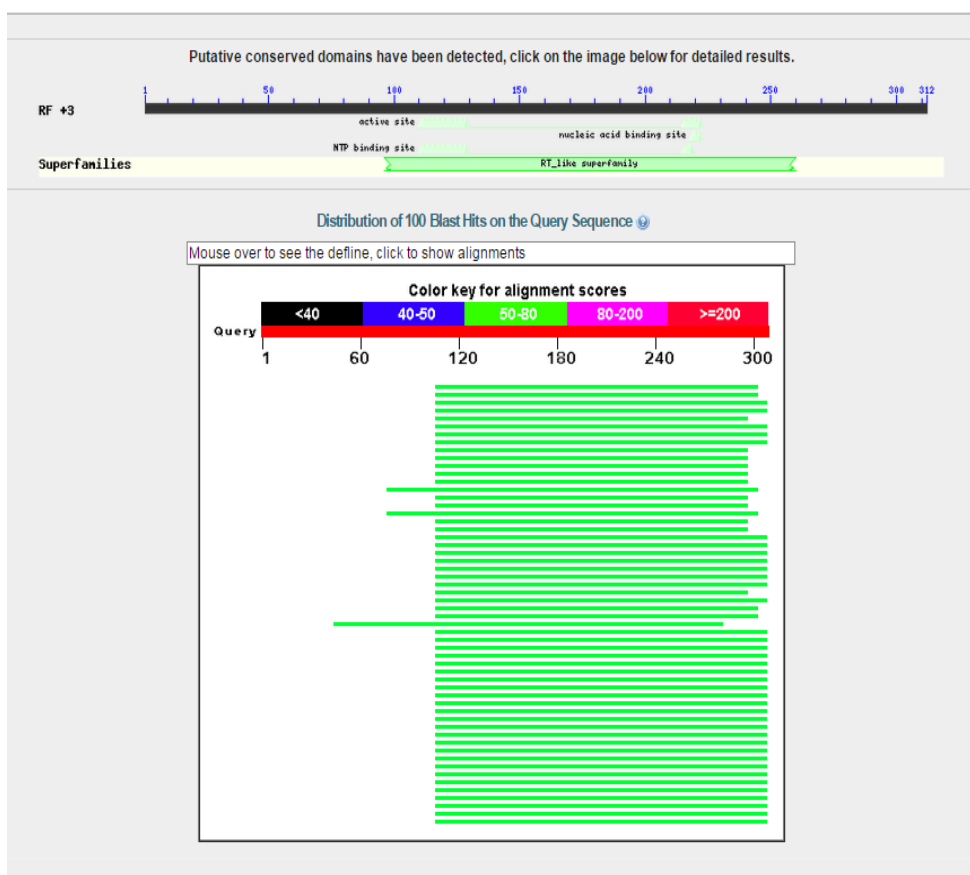 Putative conserved domains have been detected, click on the image below for detailed results.
1 50 100 150 200 250 300 312
RF +3
active site
nucleic acid binding site
NTP binding site
Superfamilies RT_like superfamily
Distribution of 100 Blast Hits on the Query Sequence ?
Mouse over to see the defline, click to show alignments
Color key for alignment scores
<40 40-50 50-80 80-200 >=200
Query
1 60 120 180 240 300